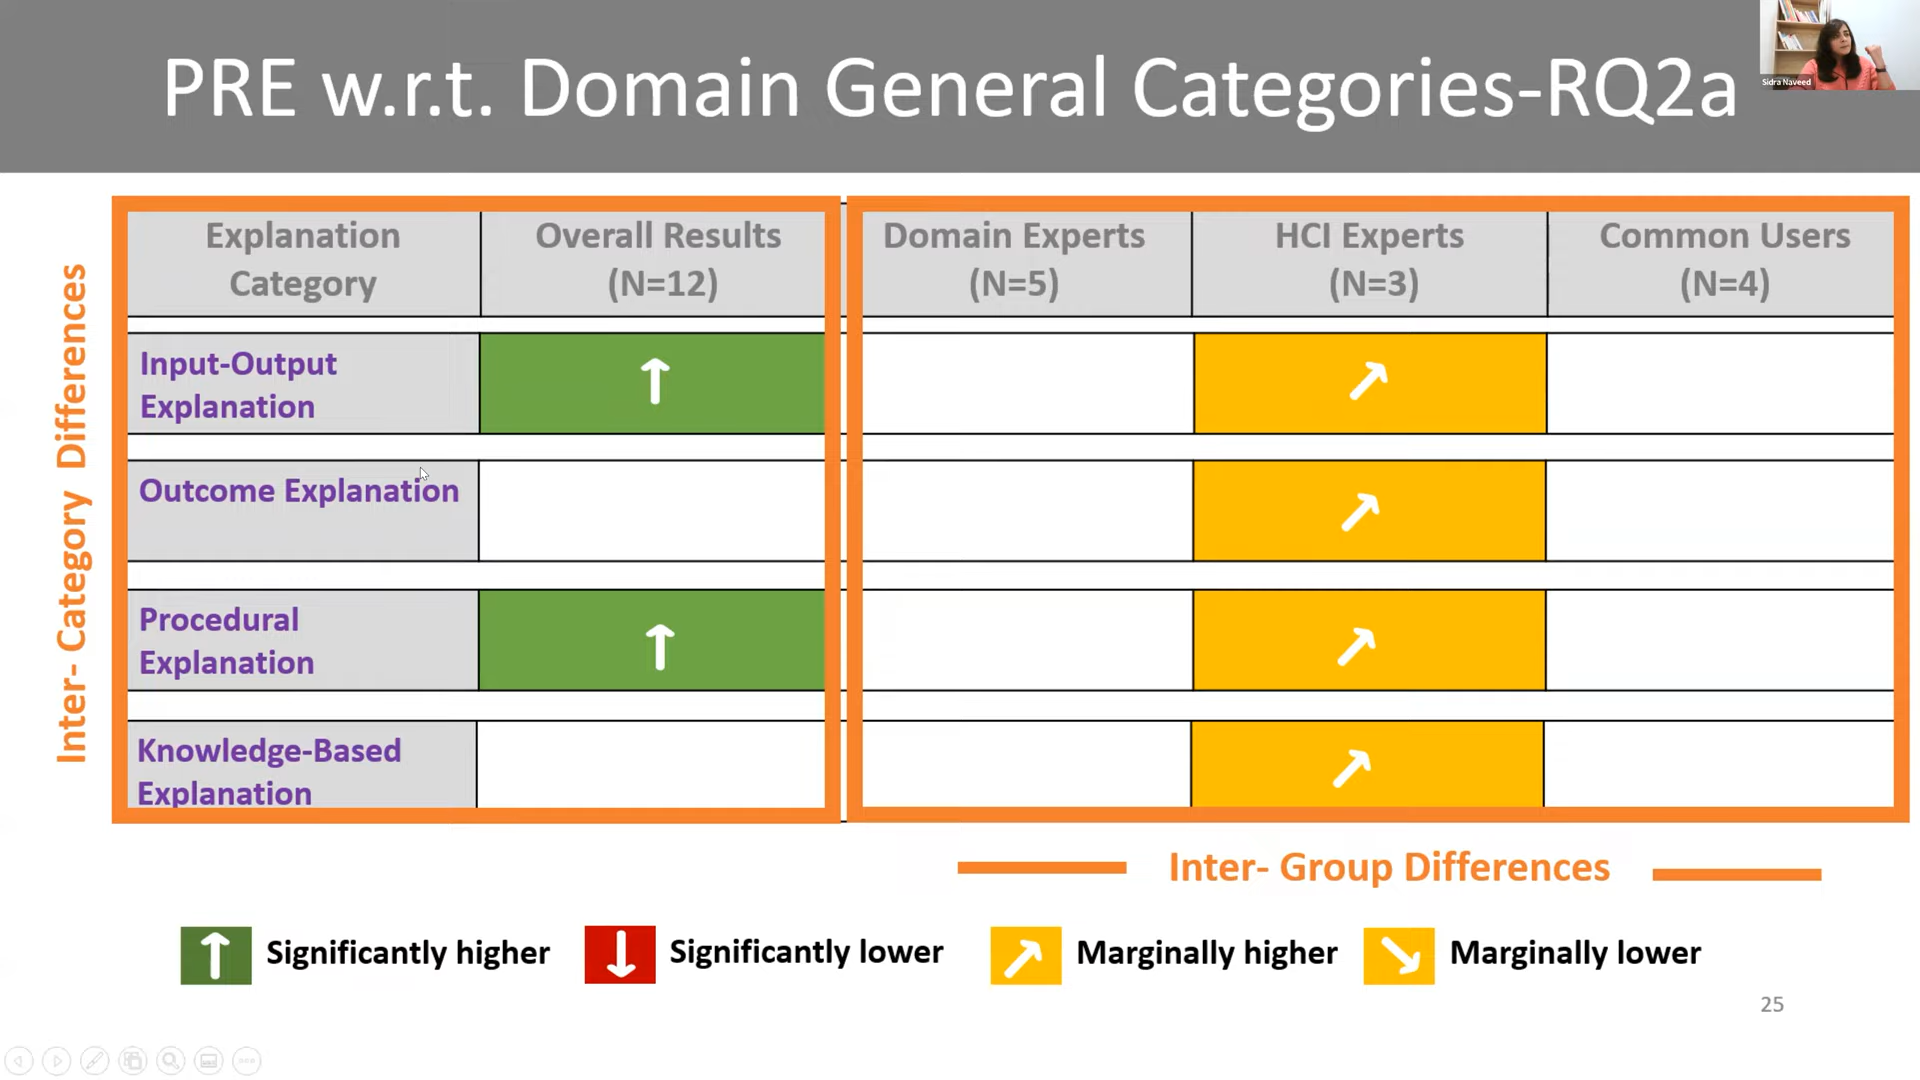 PRE w.r.t. Domain General Categories-RQ2a
Sidra Naveed
Inter- Category Differences
Explanation
Category
Overall Results
(N=12)
Domain Experts
(N=5)
HCI Experts
(N=3)
Common Users
(N=4)
Input-Output
Explanation
Outcome Explanation
Procedural
Explanation
Knowledge-Based
Explanation
Inter- Group Differences
Significantly higher
Significantly lower
Marginally higher
Marginally lower
25